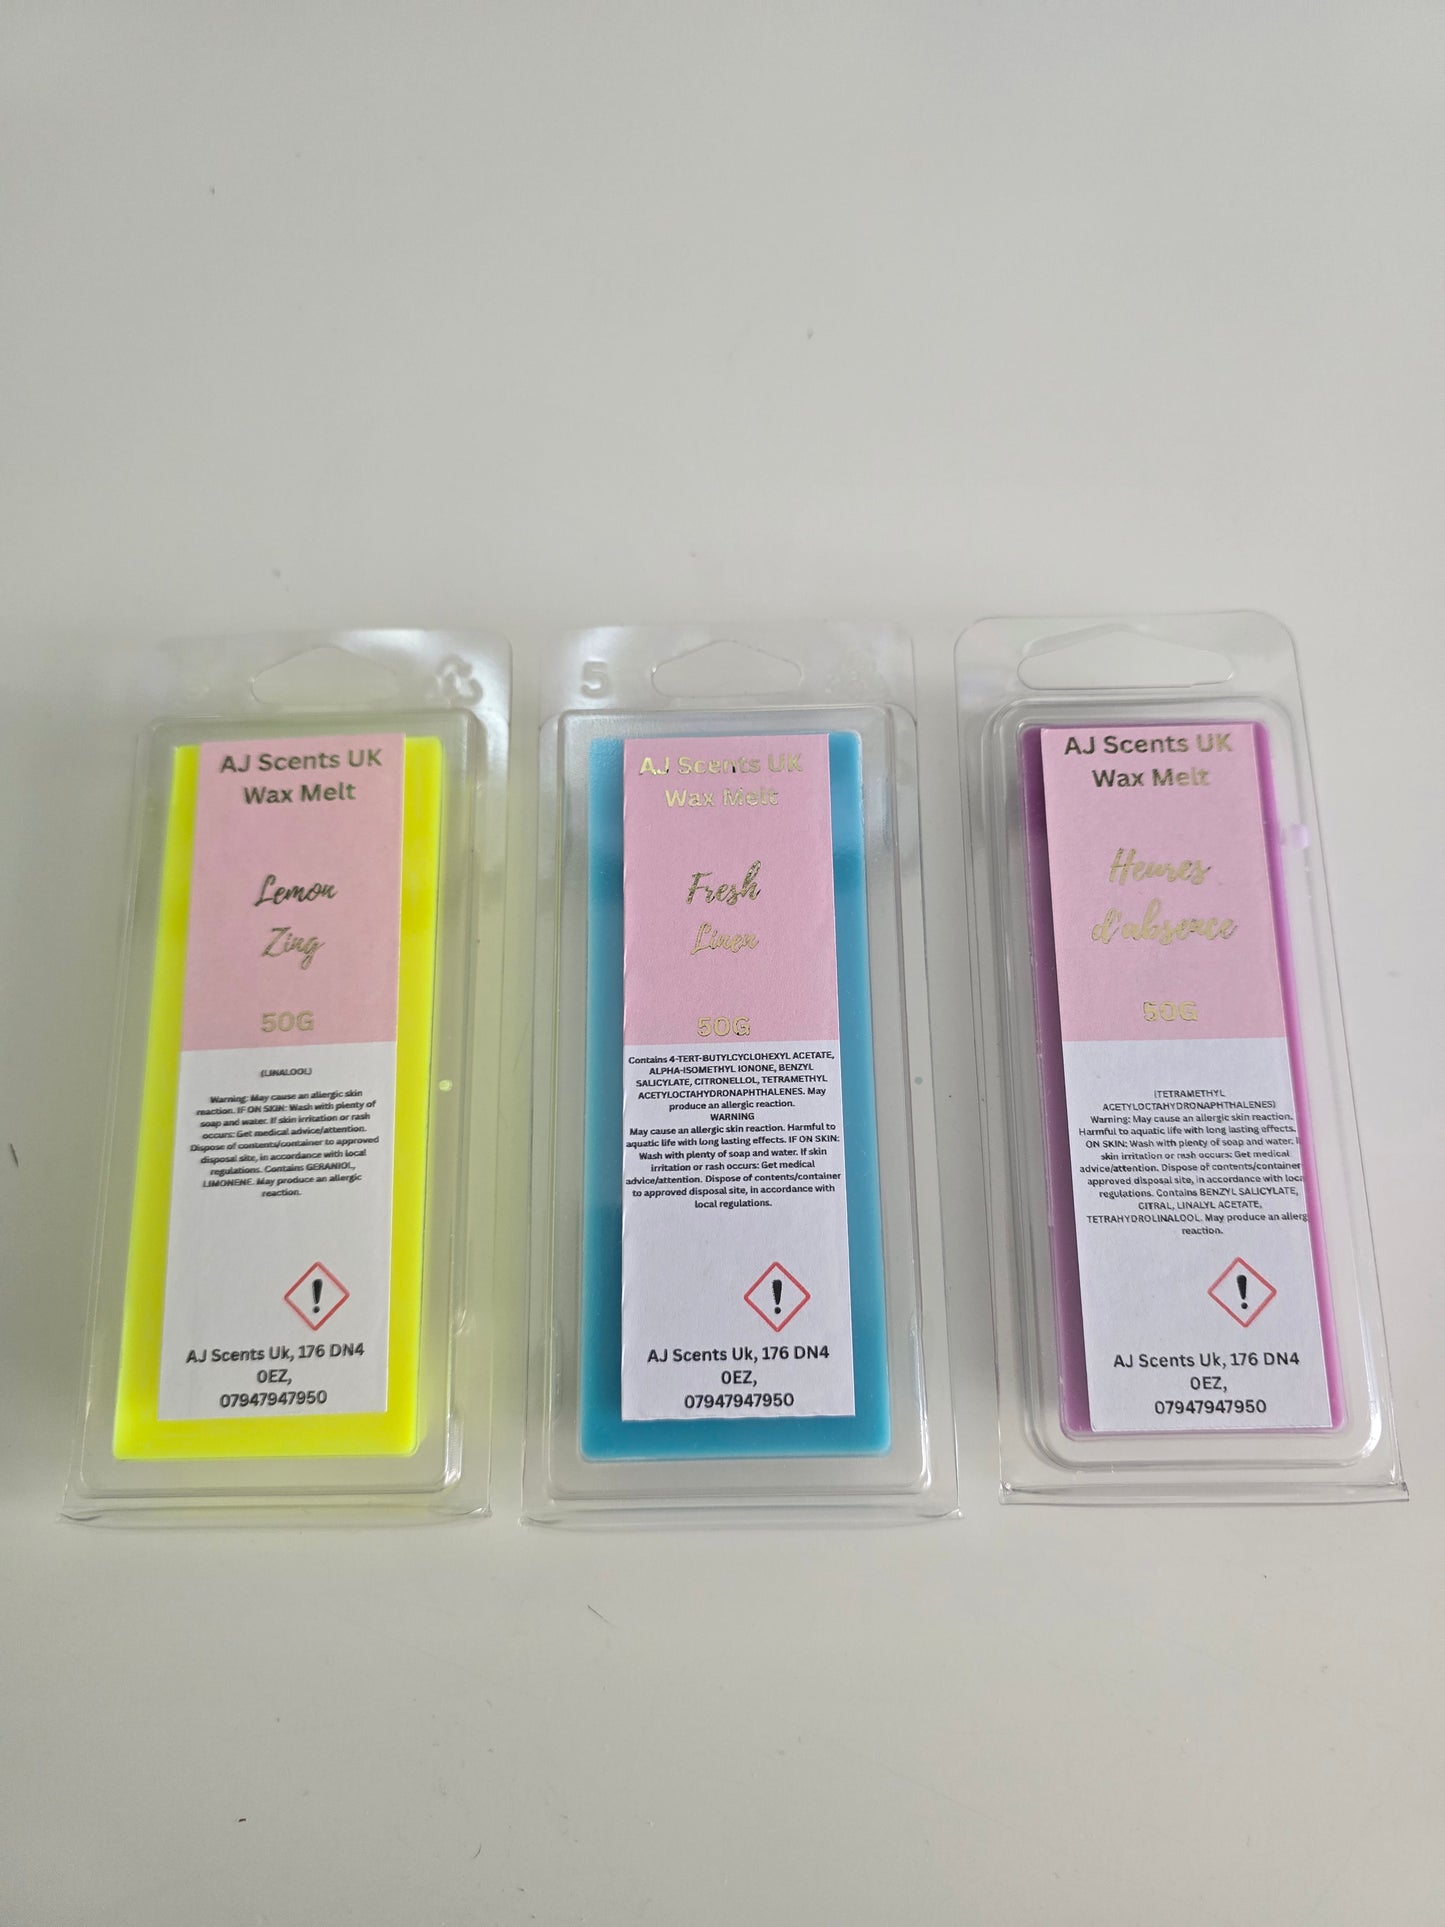 AJ Scents UK
Wax Melt
Lemon
Zing
50G
(LINALOOL)
Warning: May cause an allergic skin
reaction. IF ON SKIN: Wash with plenty of
soap and water. If skin irritation or rash
occurs: Get medical advice/attention.
Dispose of contents/container to approved
disposal site, in accordance with local
regulations. Contains GERANIOL,
LIMONENE. May produce an allergic
reaction.
AJ Scents Uk, 176 DN4
0EZ,
07947947950
5
AJ Scents UK
Wax Melt
Fresh
Linen
50G
Contains 4-TERT-BUTYLCYCLOHEXYL ACETATE,
ALPHA-ISOMETHYL IONONE, BENZYL
SALICYLATE, CITRONELLOL, TETRAMETHYL
ACETYLOCTAHYDRONAPHTHALENES. May
produce an allergic reaction.
WARNING
May cause an allergic skin reaction. Harmful to
aquatic life with long lasting effects. IF ON SKIN:
Wash with plenty of soap and water. If skin
irritation or rash occurs: Get medical
advice/attention. Dispose of contents/container
to approved disposal site, in accordance with
local regulations.
AJ Scents Uk, 176 DN4
0EZ,
07947947950
AJ Scents UK
Wax Melt
Heures
d'absence
50G
(TETRAMETHYL
ACETYLOCTAHYDRONAPHTHALENES)
Warning: May cause an allergic skin reaction.
Harmful to aquatic life with long lasting effects.
ON SKIN: Wash with plenty of soap and water. I
skin irritation or rash occurs: Get medical
advice/attention. Dispose of contents/container
approved disposal site, in accordance with loca
regulations. Contains BENZYL SALICYLATE,
CITRAL, LINALYL ACETATE,
TETRAHYDROLINALOOL. May produce an allerg
reaction.
AJ Scents Uk, 176 DN4
0EZ,
07947947950